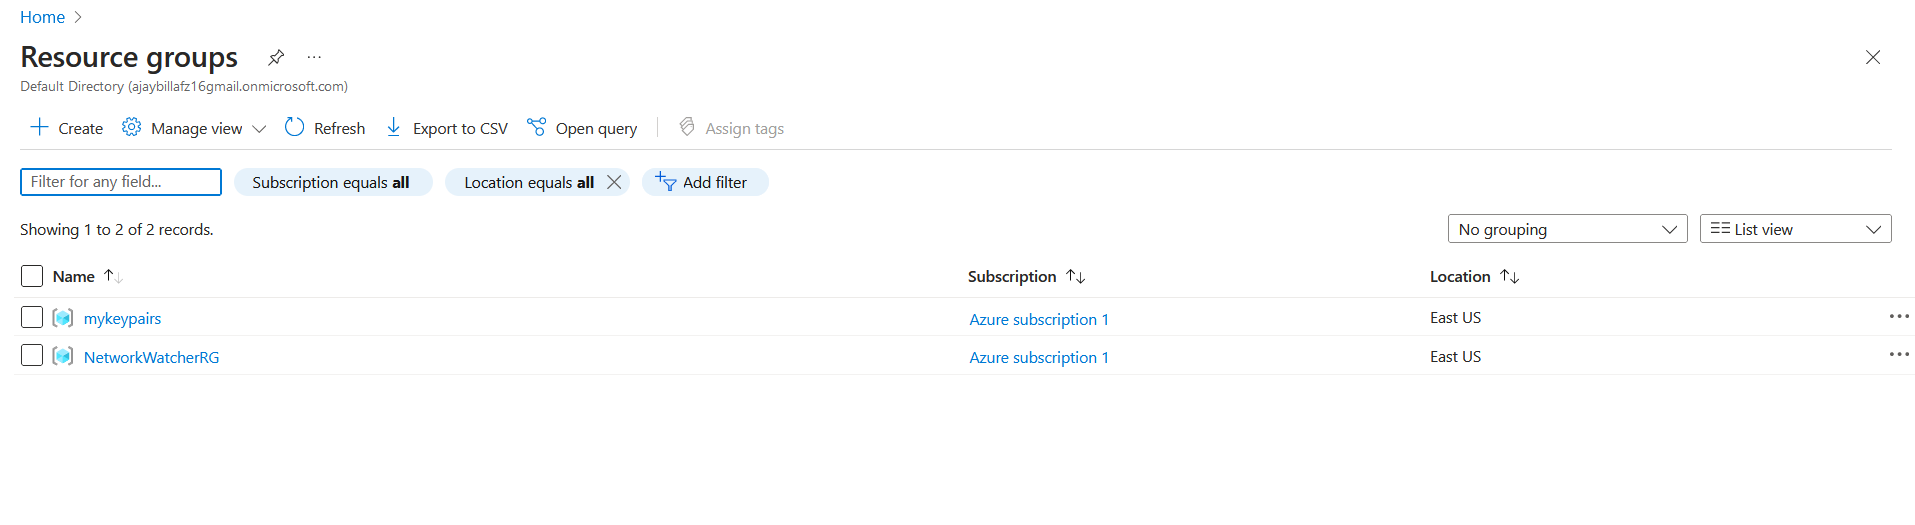 Home
Resource groups
Default Directory (ajaybillafz16gmail.onmicrosoft.com)
Create Manage view Refresh Export to CSV Open query Assign tags
Filter for any field... Subscription equals all Location equals all Add filter
Showing 1 to 2 of 2 records. No grouping List view
Name Subscription Location
mykeypairs Azure subscription 1 East US
NetworkWatcherRG Azure subscription 1 East US